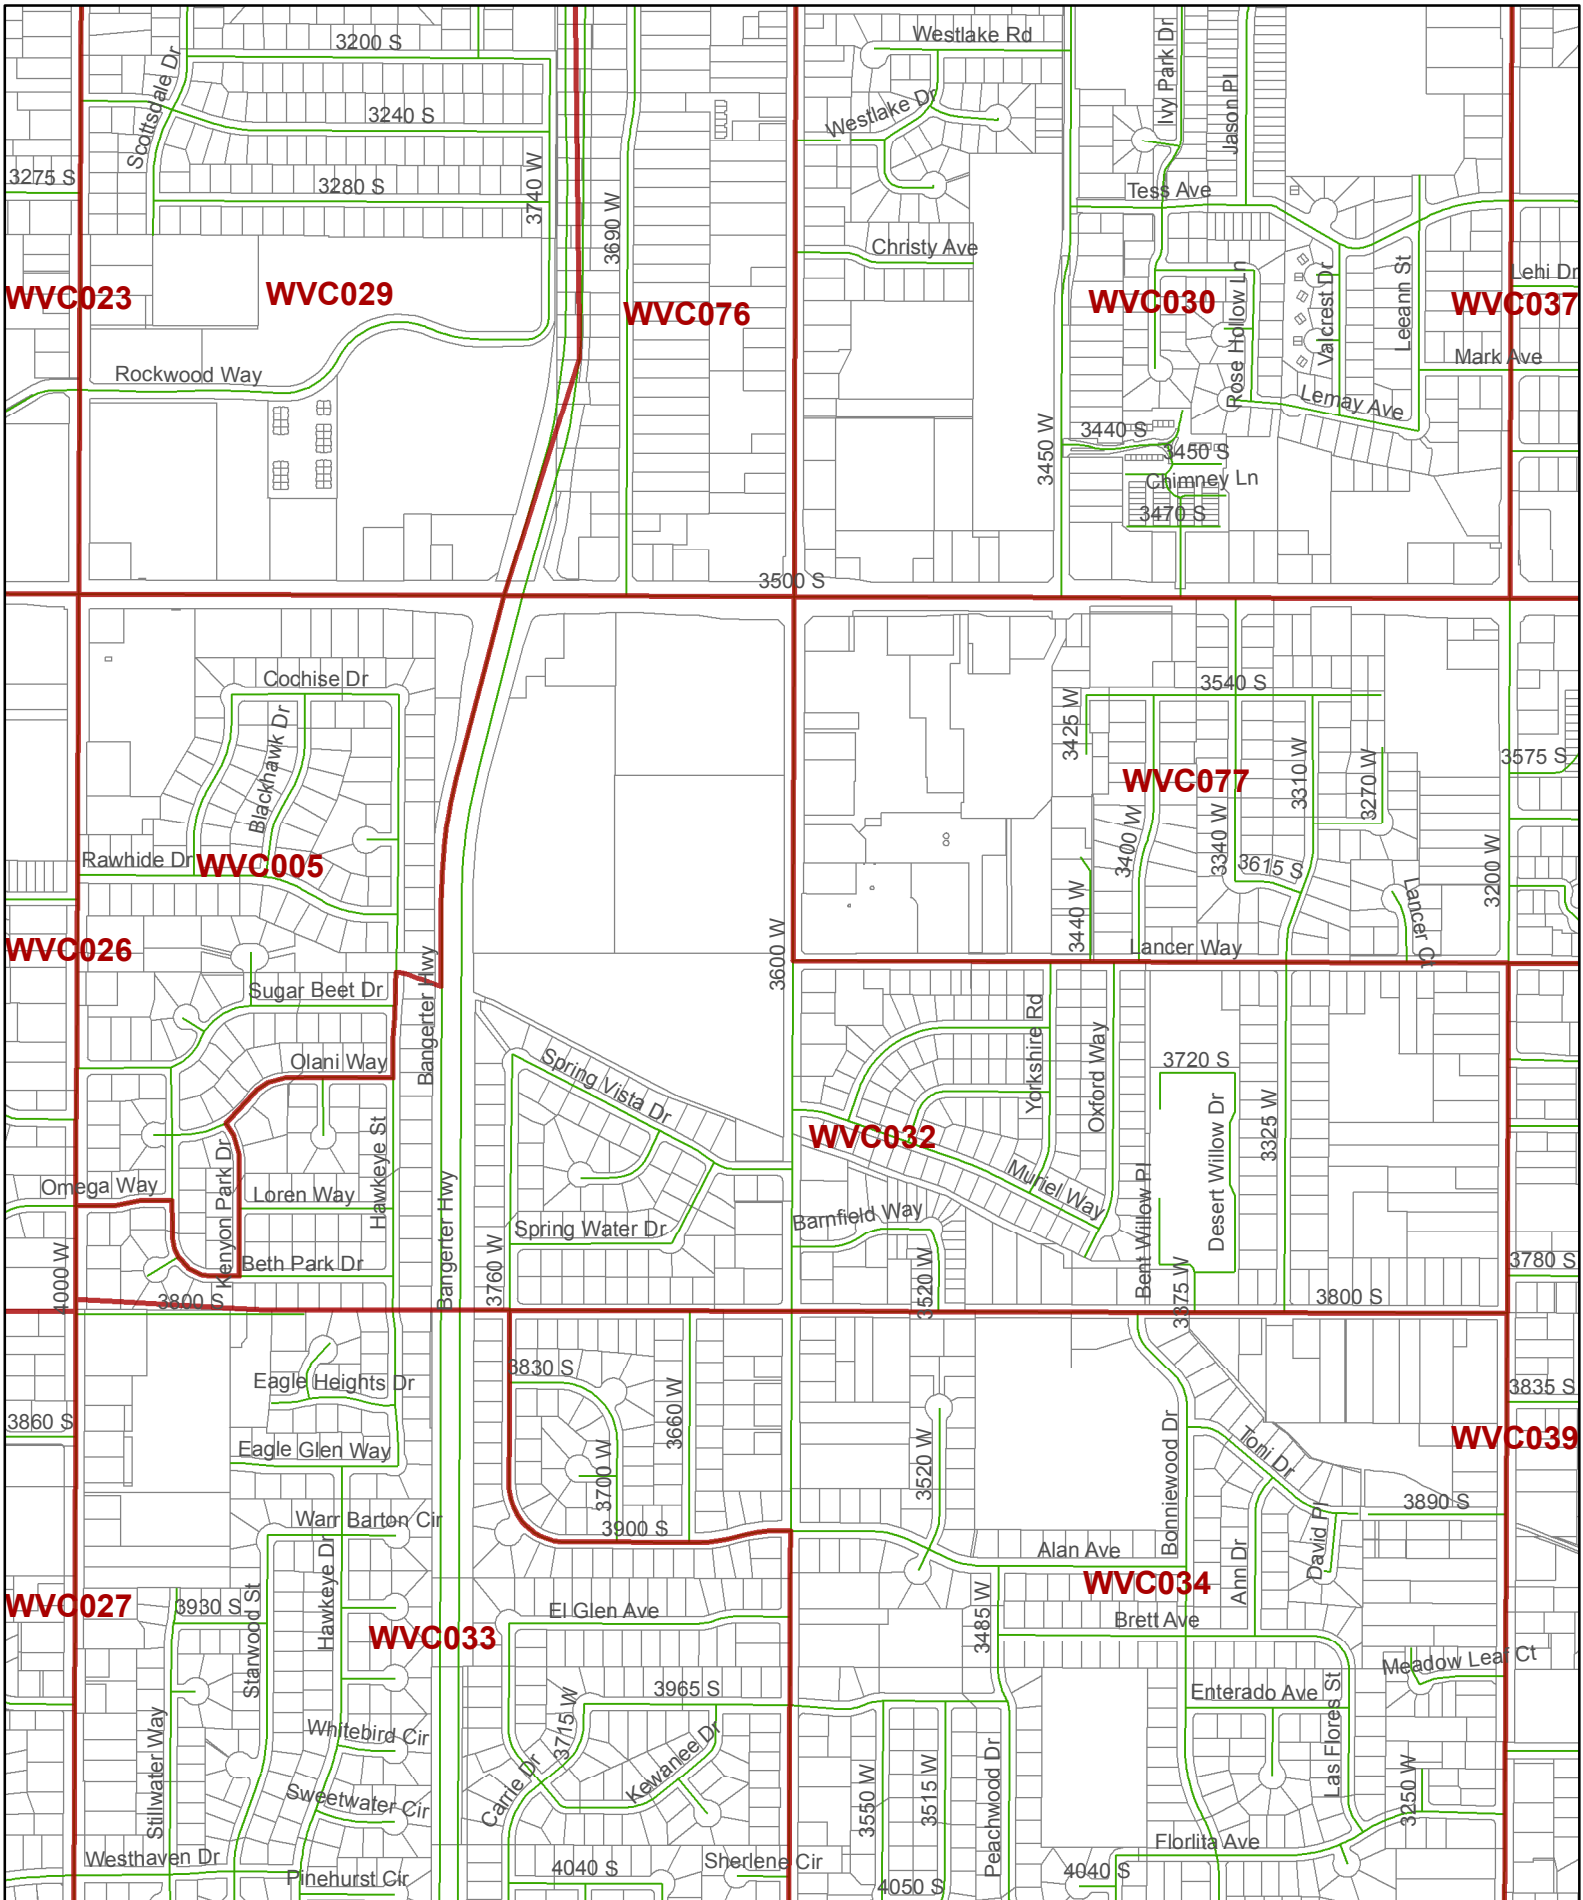 3200 S
Westlake Rd
Scottsdale Dr
3240 S
Westlake Dr
Ivy Park Dr
Jason Pl
3275 S
3280 S
3740 W
3690 W
Tess Ave
Christy Ave
WVC023
WVC029
WVC076
WVC030
WVC037
Lehi Dr
Rose Hollow Ln
Valcrest Dr
Leeann St
Mark Ave
Rockwood Way
Lemay Ave
3450 W
3440 S
3450 S
Chimney Ln
3470 S
3500 S
Cochise Dr
Blackhawk Dr
3540 S
3425 W
3575 S
WVC077
3310 W
3270 W
3400 W
3340 W
Rawhide Dr
WVC005
3615 S
3200 W
Lancer Ct
3440 W
Lancer Way
WVC026
3600 W
Bangerter Hwy
Sugar Beet Dr
Olani Way
Spring Vista Dr
Yorkshire Rd
Oxford Way
3720 S
Desert Willow Dr
3325 W
WVC032
Muriel Way
Hawkeye St
Kenyon Park Dr
Omega Way
Loren Way
Bangerter Hwy
Barnfield Way
Bent Willow Pl
Spring Water Dr
3760 W
4000 W
Beth Park Dr
3520 W
3375 W
3780 S
3800 S
3800 S
3830 S
Eagle Heights Dr
3660 W
3835 S
3860 S
Eagle Glen Way
3700 W
3520 W
Bonniewood Dr
Toni Dr
WVC039
Warr Barton Cir
3900 S
3890 S
David Pl
Alan Ave
Ann Dr
WVC034
WVC027
3930 S
Starwood St
Hawkeye Dr
El Glen Ave
3485 W
Brett Ave
WVC033
Meadow Leaf Ct
3965 S
Enterado Ave
Las Flores St
Stillwater Way
Whitebird Cir
3715 W
Kewanee Dr
Carrie Dr
3550 W
3515 W
Peachwood Dr
3250 W
Sweetwater Cir
Florlita Ave
Westhaven Dr
Pinehurst Cir
4040 S
Sherlene Cir
4050 S
4040 S